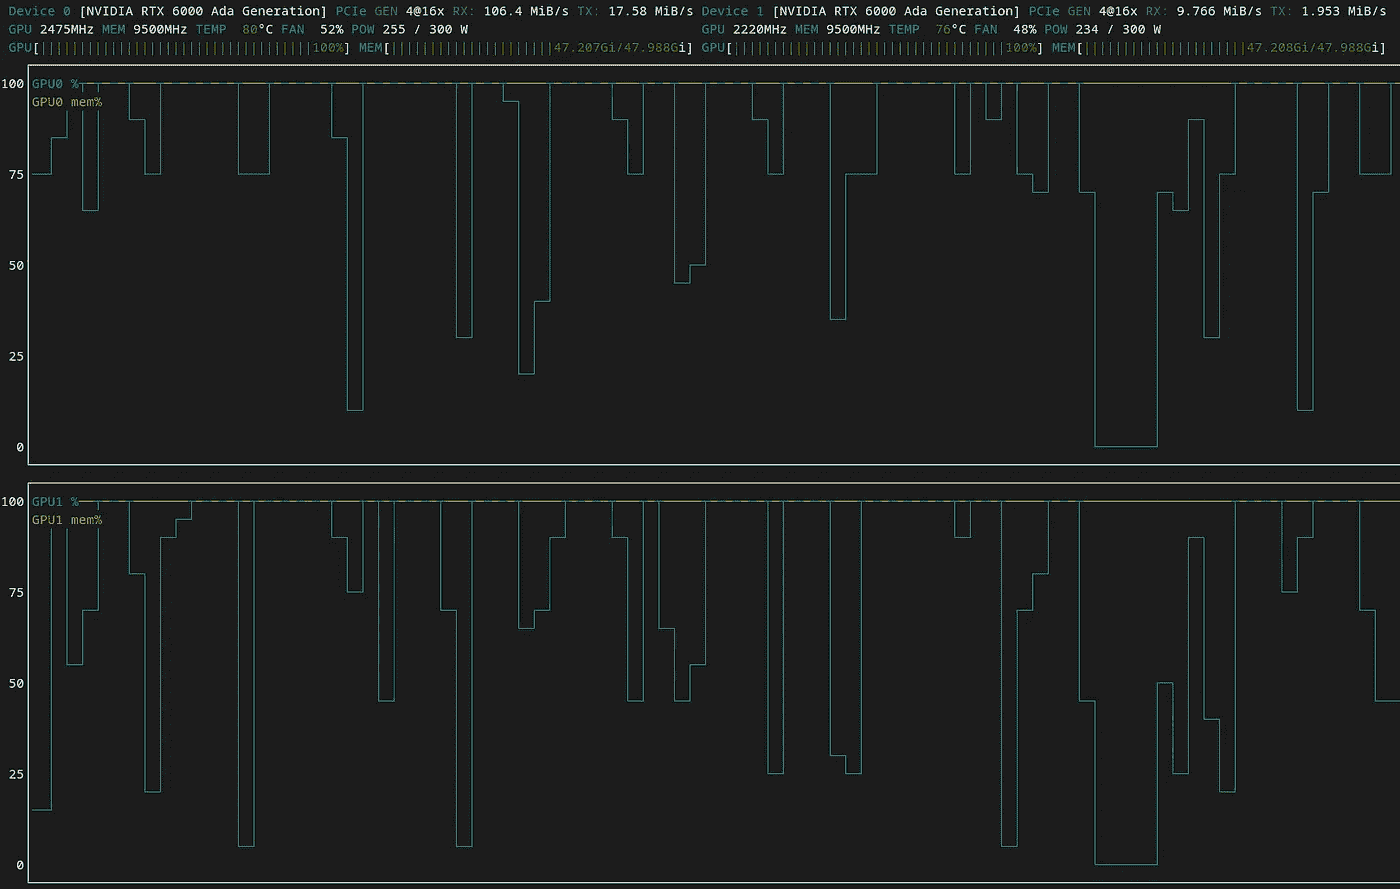 Device 0 [NVIDIA RTX 6000 Ada Generation] PCIe GEN 4@16x RX: 106.4 MiB/s TX: 17.58 MiB/s Device 1 [NVIDIA RTX 6000 Ada Generation] PCIe GEN 4@16x RX: 9.766 MiB/s TX: 1.953 MiB/s
GPU 2475MHz MEM 9500MHz TEMP 80°C FAN 52% POW 255 / 300 W GPU 2220MHz MEM 9500MHz TEMP 76°C FAN 48% POW 234 / 300 W
GPU[||||||||||||||||||||||||||||||||||||100%] MEM[|||||||||||||||||||||47.207Gi/47.988Gi] GPU[||||||||||||||||||||||||||||||||||||100%] MEM[|||||||||||||||||||||47.208Gi/47.988Gi]
100 GPU0 %
GPU0 mem%
75
50
25
0
100 GPU1 %
GPU1 mem%
75
50
25
0